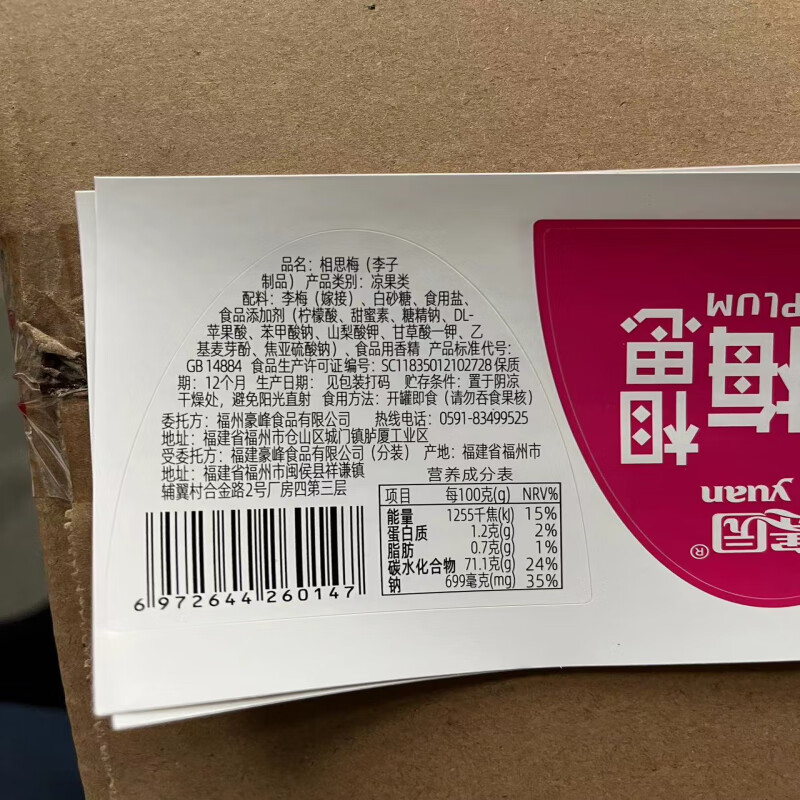 品名：相思梅（李子
制品） 产品类别：凉果类
配料：李梅（嫁接）、白砂糖、食用盐、
食品添加剂（柠檬酸、甜蜜素、糖精钠、DL-
苹果酸、苯甲酸钠、山梨酸钾、甘草酸一钾、乙
基麦芽酚、焦亚硫酸钠）、食品用香精 产品标准代号：
GB 14884 食品生产许可证编号：SC11835012102728 保质
期：12个月 生产日期： 见包装打码 贮存条件：置于阴凉
干燥处，避免阳光直射 食用方法：开罐即食（请勿吞食果核）
委托方：福州豪峰食品有限公司 热线电话：0591-83499525
地址：福建省福州市仓山区城门镇胪厦工业区
受委托方：福建豪峰食品有限公司（分装） 产地：福建省福州市
地址：福建省福州市闽侯县祥谦镇
辅翼村合金路2号厂房四第三层
营养成分表
项目 每100克(g) NRV%
能量 1255千焦(kj) 15%
蛋白质 1.2克(g) 2%
脂肪 0.7克(g) 1%
碳水化合物 71.1克(g) 24%
钠 699毫克(mg) 35%
6 972644 260147
园®
yuan
相思
梅
PLUM